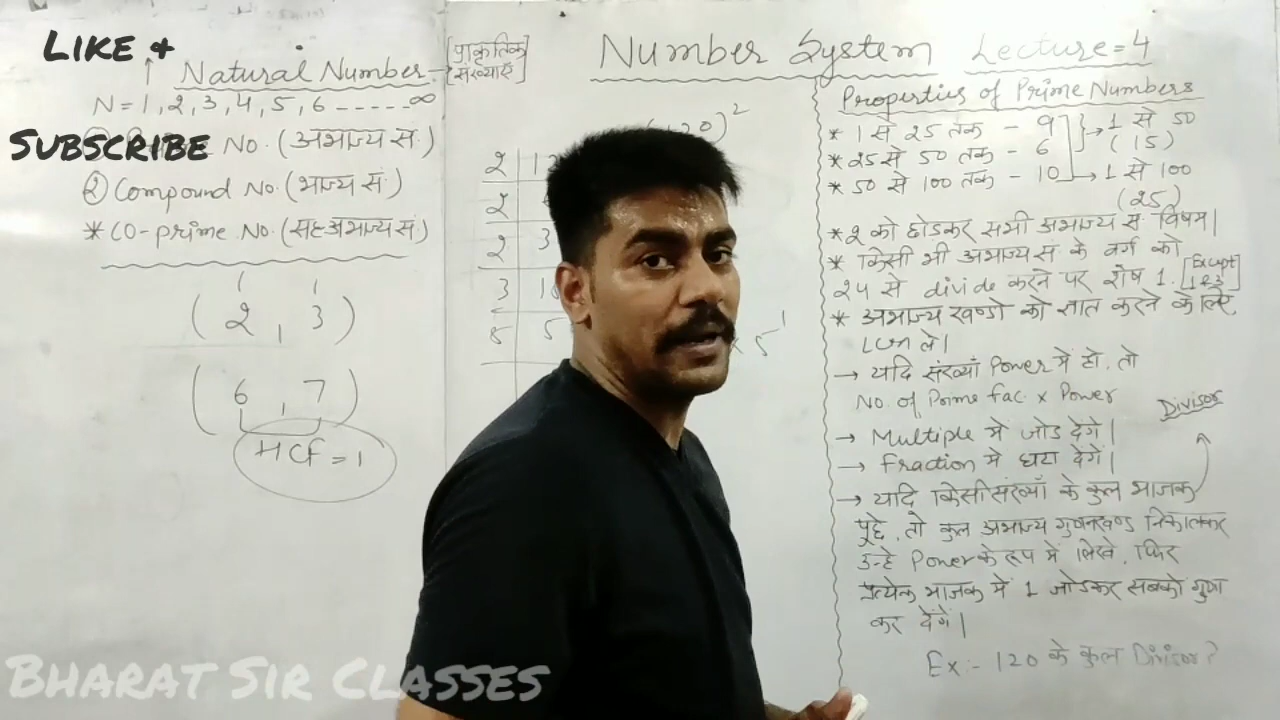 LIKE &
SUBSCRIBE
Number System Lecture = 4
Natural Number → [प्राकृतिक संख्याएँ]
N = 1, 2, 3, 4, 5, 6 ----- ∞
No. (अभाज्य सं.)
② Compound No. (भाज्य सं.)
* CO-prime No. (सह अभाज्य सं.)
(2, 3)
(6, 7)
HCF = 1
20)²
2
2
2 3
3
5 5
5¹
Properties of Prime Numbers
* 1 से 25 तक - 9
* 25 से 50 तक - 6
→ 1 से 50
(15)
* 50 से 100 तक - 10 → 1 से 100
(25)
* 2 को छोडकर सभी अभाज्य सं. विषम|
* किसी भी अभाज्य सं के वर्ग को
24 से divide करने पर शेष 1. [Except
* अभाज्य खण्डो को ज्ञात करने के लिए
LCM ले|
→ यदि संख्याँ Power में हो, तो
No. of Prime fac. × Power
→ Multiple में जोड देंगे|
→ Fraction में घटा देंगे|
Divisor
→ यदि किसी संख्याँ के कुल भाजक
पूछे, तो कुल अभाज्य गुणनखण्ड निकालकर
उन्हे Power के रूप में लिखे, फिर
प्रत्येक भाजक में 1 जोडकर सबको गुणा
कर देंगें|
Ex :- 120 के कुल Divisor?
BHARAT SIR CLASSES